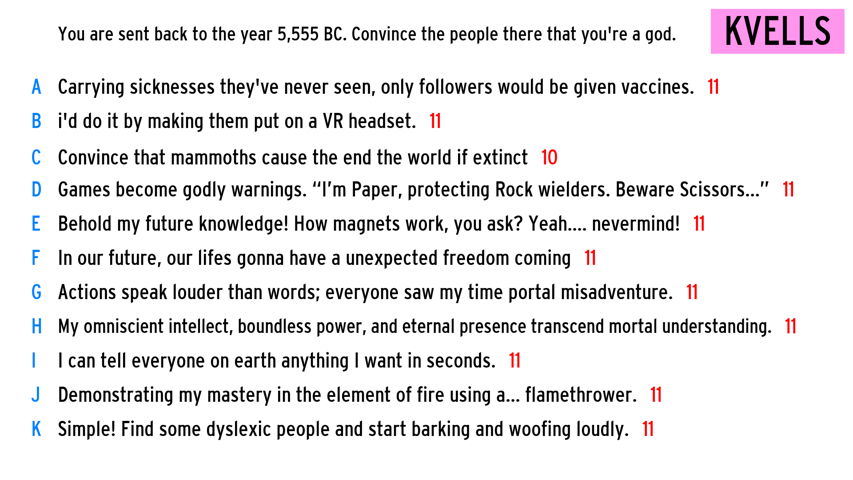 You are sent back to the year 5,555 BC. Convince the people there that you're a god.
KVELLS
A Carrying sicknesses they've never seen, only followers would be given vaccines. 11
B i'd do it by making them put on a VR headset. 11
C Convince that mammoths cause the end the world if extinct 10
D Games become godly warnings. “I’m Paper, protecting Rock wielders. Beware Scissors...” 11
E Behold my future knowledge! How magnets work, you ask? Yeah.... nevermind! 11
F In our future, our lifes gonna have a unexpected freedom coming 11
G Actions speak louder than words; everyone saw my time portal misadventure. 11
H My omniscient intellect, boundless power, and eternal presence transcend mortal understanding. 11
I I can tell everyone on earth anything I want in seconds. 11
J Demonstrating my mastery in the element of fire using a... flamethrower. 11
K Simple! Find some dyslexic people and start barking and woofing loudly. 11